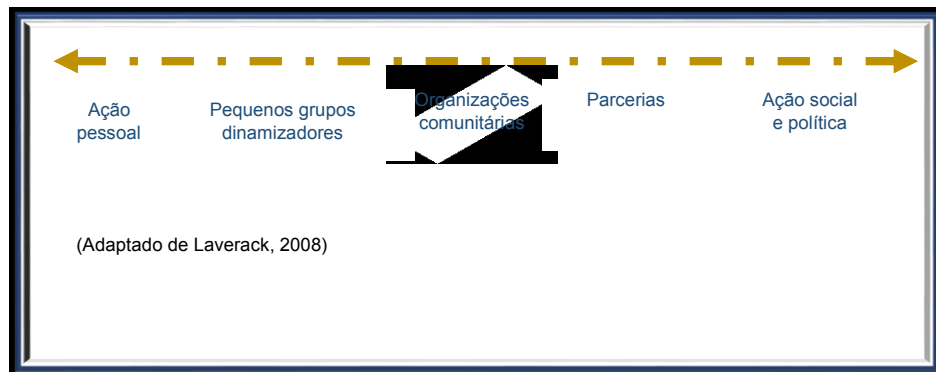 Ação
pessoal
Pequenos grupos
dinamizadores
Organizações
comunitárias
Parcerias
Ação social
e política
(Adaptado de Laverack, 2008)